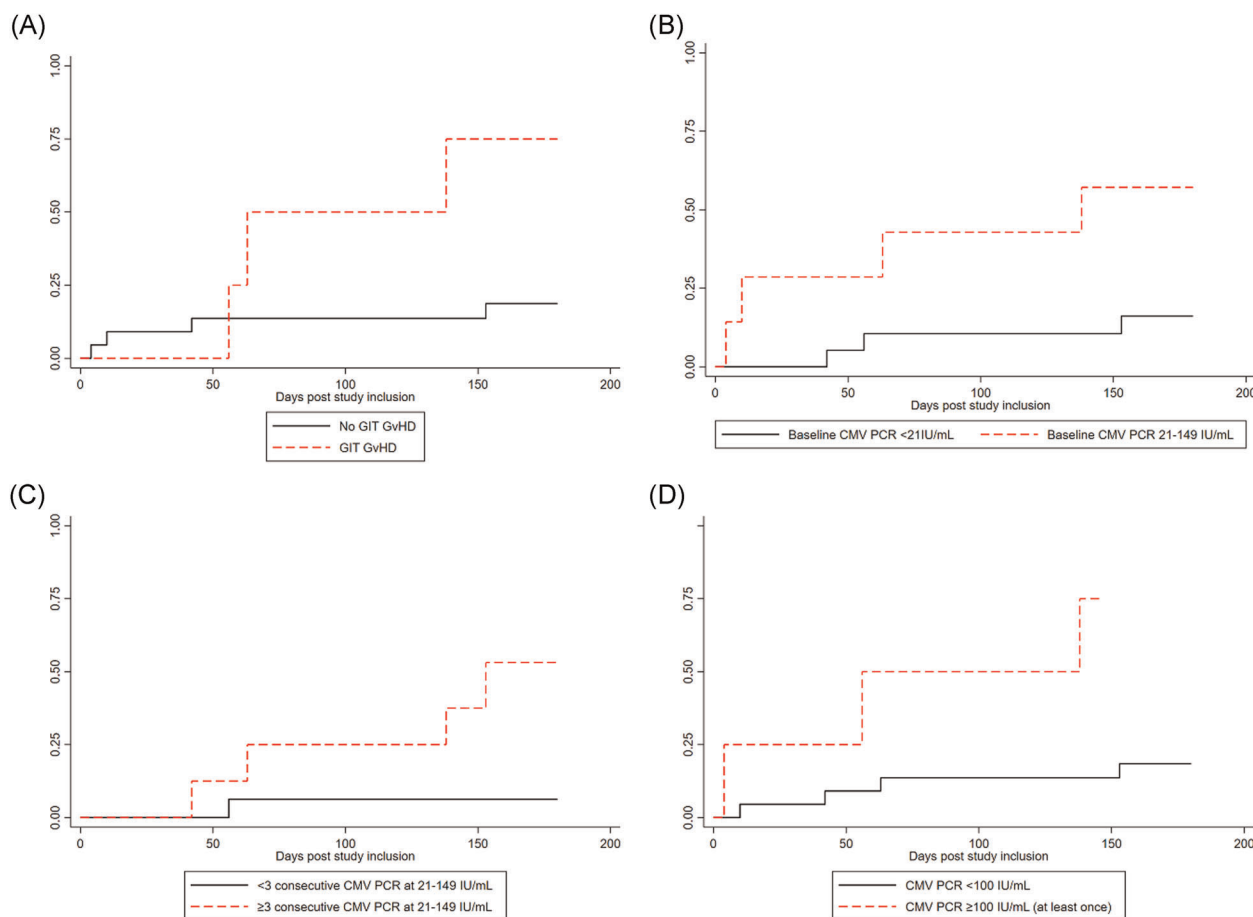 (A)
1.00
0.75
0.50
0.25
0.00
0 50 100 150 200
Days post study inclusion
No GIT GvHD
GIT GvHD
(B)
1.00
0.75
0.50
0.25
0.00
0 50 100 150 200
Days post study inclusion
Baseline CMV PCR <21IU/mL Baseline CMV PCR 21-149 IU/mL
(C)
1.00
0.75
0.50
0.25
0.00
0 50 100 150 200
Days post study inclusion
<3 consecutive CMV PCR at 21-149 IU/mL
≥3 consecutive CMV PCR at 21-149 IU/mL
(D)
0.75
0.50
0.25
0.00
0 50 100 150 200
Days post study inclusion
CMV PCR <100 IU/mL
CMV PCR ≥100 IU/mL (at least once)